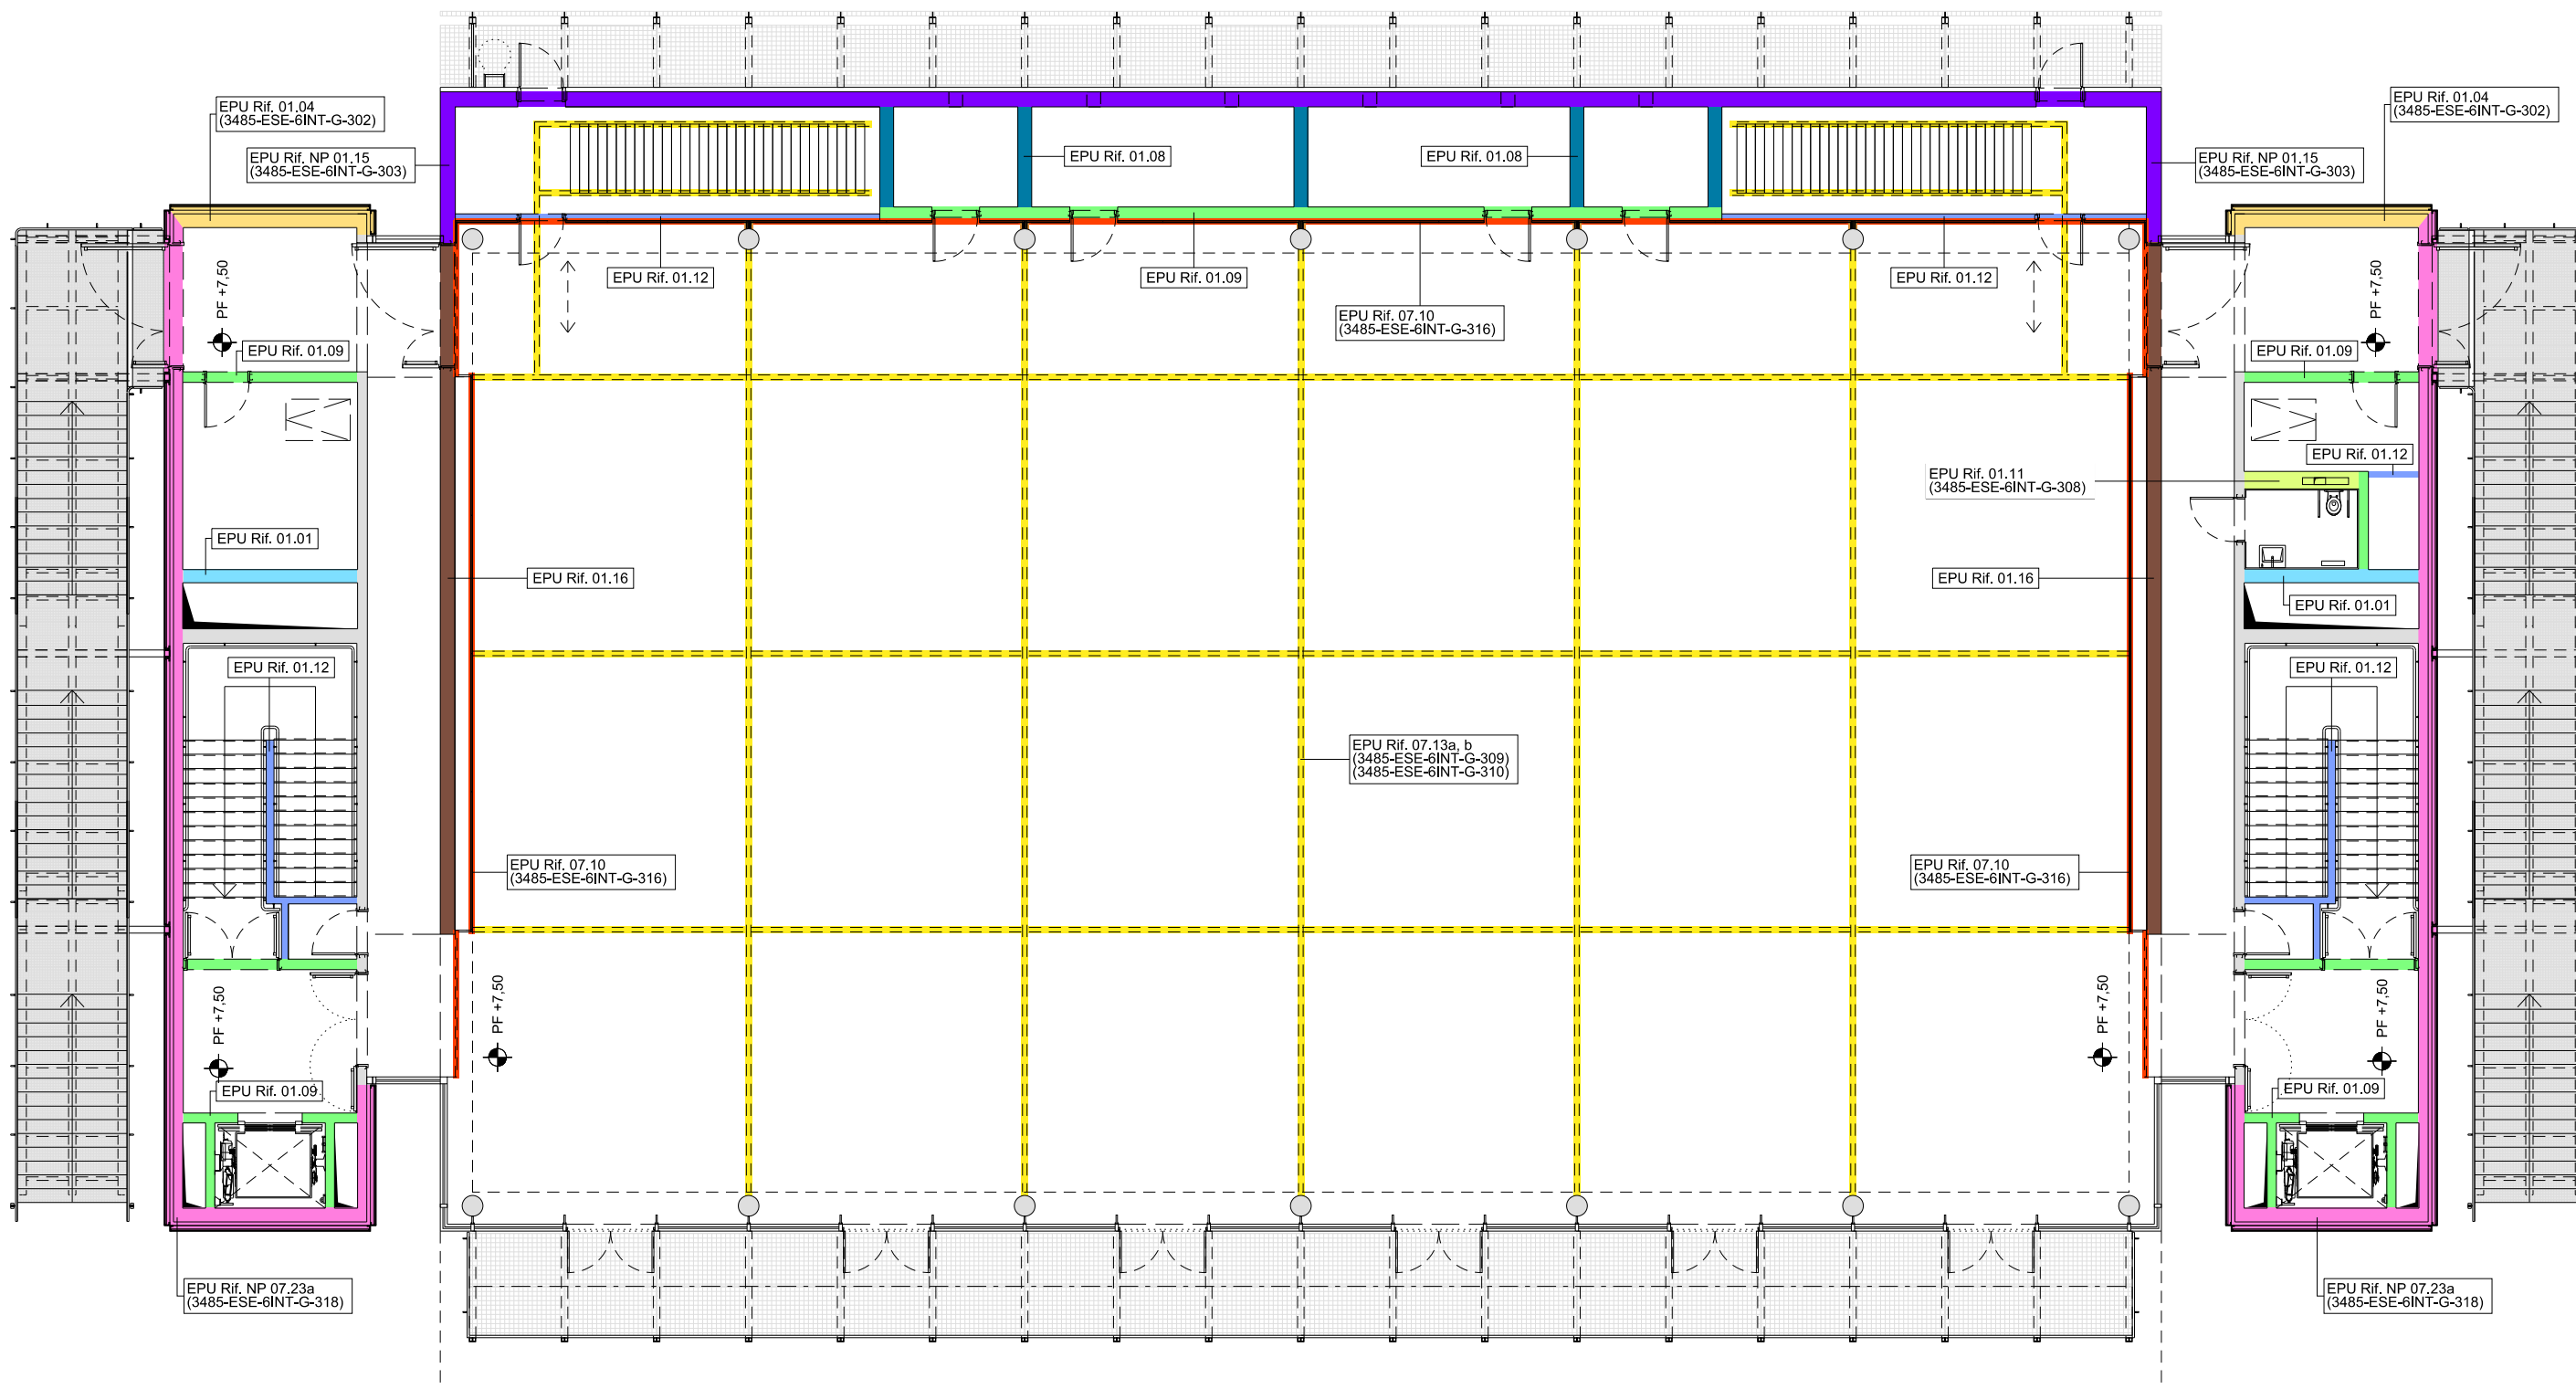 EPU Rif. 01.04
(3485-ESE-6INT-G-302)
EPU Rif. 01.04
(3485-ESE-6INT-G-302)
EPU Rif. NP 01.15
(3485-ESE-6INT-G-303)
EPU Rif. 01.08
EPU Rif. 01.08
EPU Rif. NP 01.15
(3485-ESE-6INT-G-303)
PF +7,50
EPU Rif. 01.12
EPU Rif. 01.09
EPU Rif. 01.12
PF +7,50
EPU Rif. 07.10
(3485-ESE-6INT-G-316)
EPU Rif. 01.09
EPU Rif. 01.09
EPU Rif. 01.12
EPU Rif. 01.11
(3485-ESE-6INT-G-308)
EPU Rif. 01.01
EPU Rif. 01.16
EPU Rif. 01.16
EPU Rif. 01.01
EPU Rif. 01.12
EPU Rif. 01.12
EPU Rif. 07.13a, b
(3485-ESE-6INT-G-309)
(3485-ESE-6INT-G-310)
EPU Rif. 07.10
(3485-ESE-6INT-G-316)
EPU Rif. 07.10
(3485-ESE-6INT-G-316)
PF +7,50
PF +7,50
PF +7,50
PF +7,50
EPU Rif. 01.09
EPU Rif. 01.09
EPU Rif. NP 07.23a
(3485-ESE-6INT-G-318)
EPU Rif. NP 07.23a
(3485-ESE-6INT-G-318)